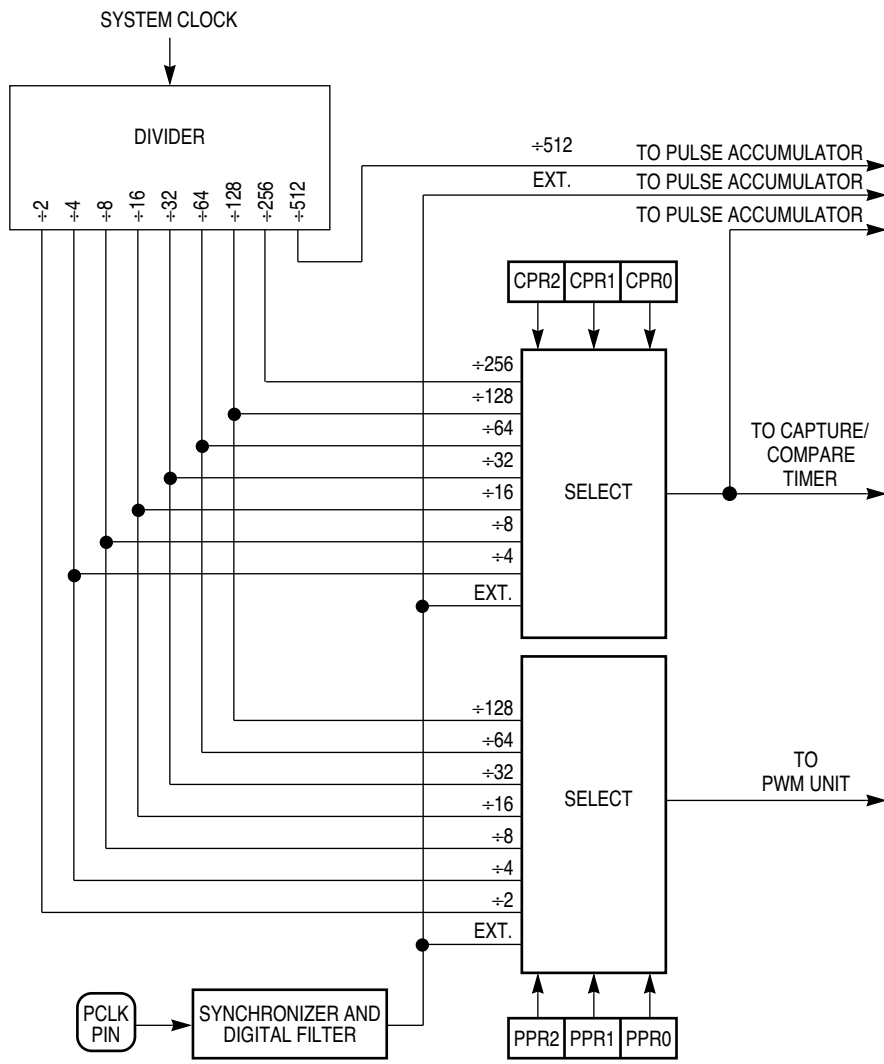 SYSTEM CLOCK
DIVIDER
÷2
÷4
÷8
÷16
÷32
÷64
÷128
÷256
÷512
÷512
TO PULSE ACCUMULATOR
EXT.
TO PULSE ACCUMULATOR
TO PULSE ACCUMULATOR
CPR2
CPR1
CPR0
÷256
÷128
÷64
÷32
÷16
÷8
÷4
EXT.
SELECT
TO CAPTURE/
COMPARE
TIMER
÷128
÷64
÷32
÷16
÷8
÷4
÷2
EXT.
SELECT
TO
PWM UNIT
PCLK
PIN
SYNCHRONIZER AND
DIGITAL FILTER
PPR2
PPR1
PPR0